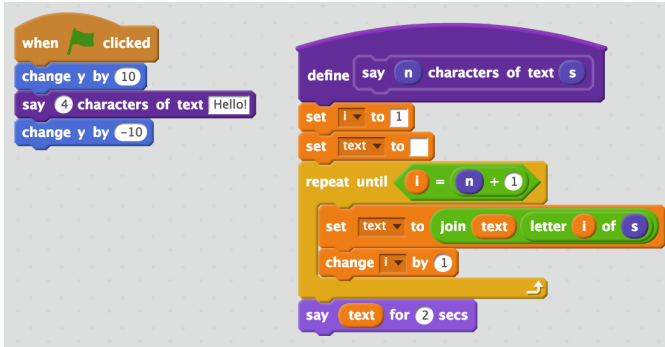 when clicked
change y by 10
say 4 characters of text Hello!
change y by -10
define say n characters of text s
set i to 1
set text to
repeat until i = n + 1
set text to join text letter i of s
change i by 1
say text for 2 secs